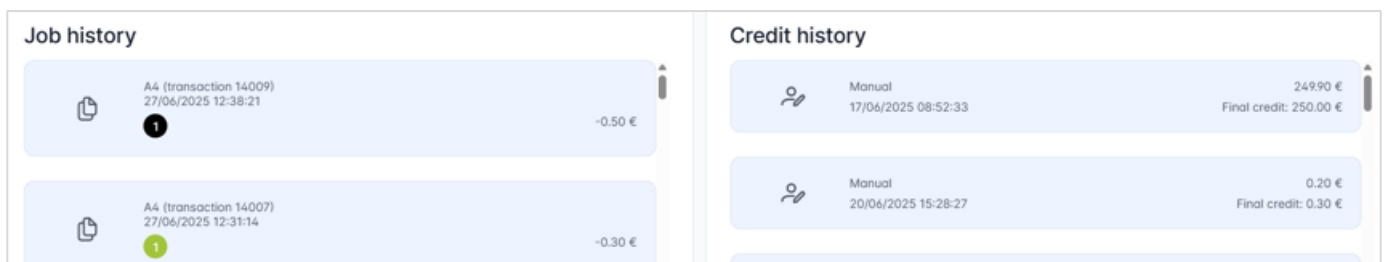 Job history
A4 (transaction 14009)
27/06/2025 12:38:21
1
-0.50 €
A4 (transaction 14007)
27/06/2025 12:31:14
1
-0.30 €
Credit history
Manual
249.90 €
17/06/2025 08:52:33
Final credit: 250.00 €
Manual
0.20 €
20/06/2025 15:28:27
Final credit: 0.30 €